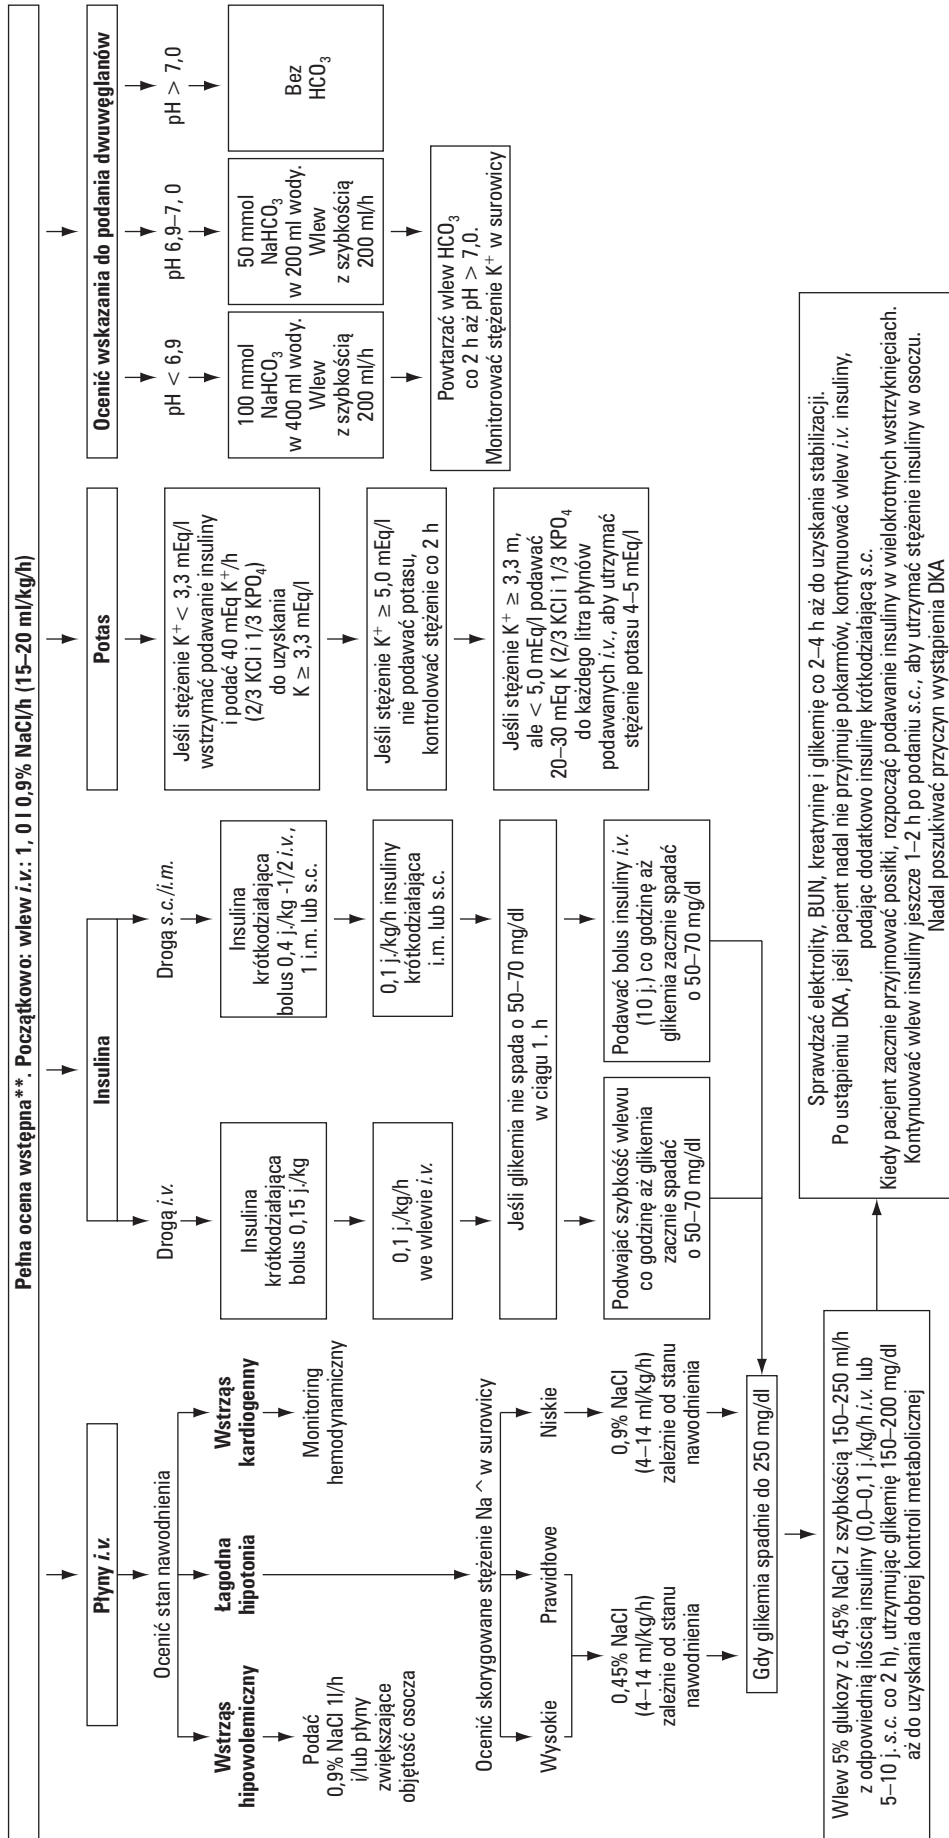 Pełna ocena wstępna**. Początkowo: wlew i.v.: 1, 0 l 0,9% NaCl/h (15–20 ml/kg/h)
Płyny i.v.
Ocenić stan nawodnienia
Wstrząs
hipowolemiczny
Podać
0,9% NaCl 1l/h
i/lub płyny
zwiększające
objętość osocza
Łagodna
hipotonia
Wstrząs
kardiogenny
Monitoring
hemodynamiczny
Ocenić skorygowane stężenie Na ^ w surowicy
Wysokie
Prawidłowe
Niskie
0,45% NaCl
(4–14 ml/kg/h)
zależnie od stanu
nawodnienia
0,9% NaCl
(4–14 ml/kg/h)
zależnie od stanu
nawodnienia
Gdy glikemia spadnie do 250 mg/dl
Wlew 5% glukozy z 0,45% NaCl z szybkością 150–250 ml/h
z odpowiednią ilością insuliny (0,0–0,1 j./kg/h i.v. lub
5–10 j. s.c. co 2 h), utrzymując glikemię 150–200 mg/dl
aż do uzyskania dobrej kontroli metabolicznej
Insulina
Drogą i.v.
Insulina
krótkodziałająca
bolus 0,15 j./kg
0,1 j./kg/h
we wlewie i.v.
Drogą s.c./i.m.
Insulina
krótkodziałająca
bolus 0,4 j./kg -1/2 i.v.,
1 i.m. lub s.c.
0,1 j./kg/h insuliny
krótkodziałająca
i.m. lub s.c.
Jeśli glikemia nie spada o 50–70 mg/dl
w ciągu 1. h
Podwajać szybkość wlewu
co godzinę aż glikemia
zacznie spadać
o 50–70 mg/dl
Podawać bolus insuliny i.v.
(10 j.) co godzinę aż
glikemia zacznie spadać
o 50–70 mg/dl
Potas
Jeśli stężenie K⁺ < 3,3 mEq/l
wstrzymać podawanie insuliny
i podać 40 mEq K⁺/h
(2/3 KCl i 1/3 KPO₄)
do uzyskania
K ≥ 3,3 mEq/l
Jeśli stężenie K⁺ ≥ 5,0 mEq/l
nie podawać potasu,
kontrolować stężenie co 2 h
Jeśli stężenie K⁺ ≥ 3,3 m,
ale < 5,0 mEq/l podawać
20–30 mEq K (2/3 KCl i 1/3 KPO₄
do każdego litra płynów
podawanych i.v., aby utrzymać
stężenie potasu 4–5 mEq/l
Ocenić wskazania do podania dwuwęglanów
pH < 6,9
pH 6,9–7, 0
pH > 7,0
100 mmol
NaHCO₃
w 400 ml wody.
Wlew
z szybkością
200 ml/h
50 mmol
NaHCO₃
w 200 ml wody.
Wlew
z szybkością
200 ml/h
Bez
HCO₃
Powtarzać wlew HCO₃
co 2 h aż pH > 7,0.
Monitorować stężenie K⁺ w surowicy
Sprawdzać elektrolity, BUN, kreatyninę i glikemię co 2–4 h aż do uzyskania stabilizacji.
Po ustąpieniu DKA, jeśli pacjent nadal nie przyjmuje pokarmów, kontynuować wlew i.v. insuliny,
podając dodatkowo insulinę krótkodziałającą s.c.
Kiedy pacjent zacznie przyjmować posiłki, rozpocząć podawanie insuliny w wielokrotnych wstrzyknięciach.
Kontynuować wlew insuliny jeszcze 1–2 h po podaniu s.c., aby utrzymać stężenie insuliny w osoczu.
Nadal poszukiwać przyczyn wystąpienia DKA